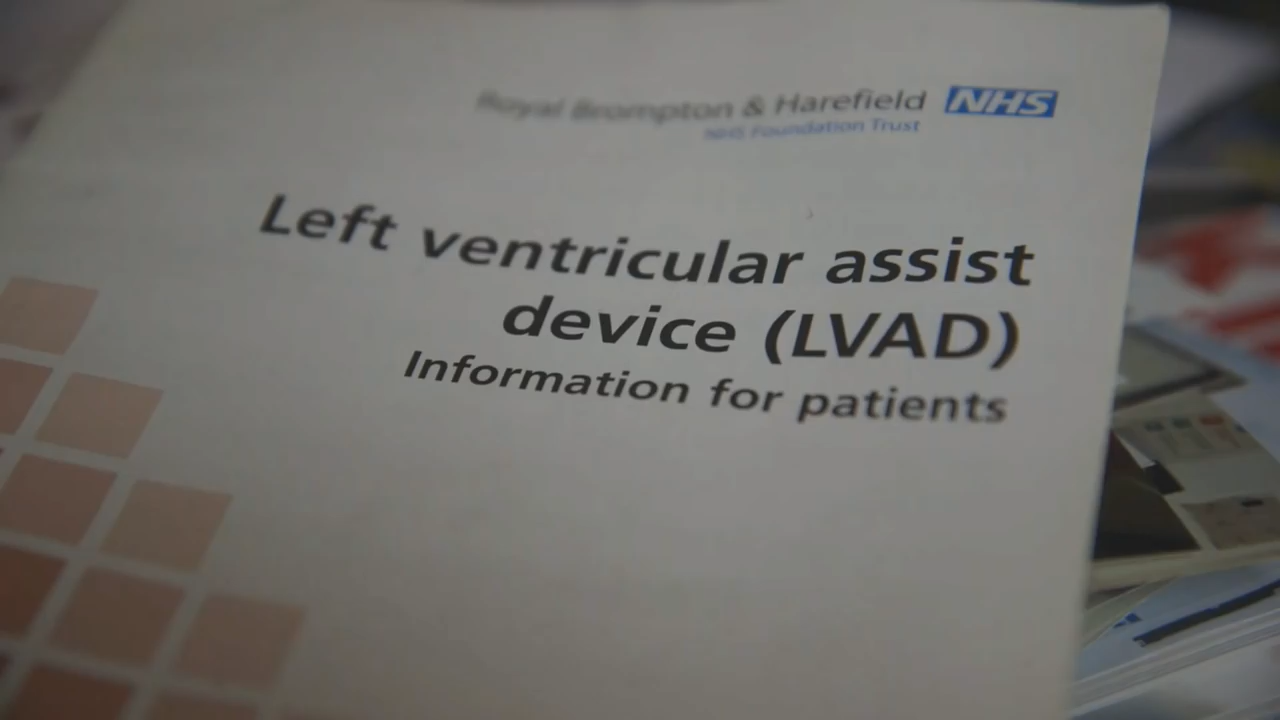 Royal Brompton & Harefield NHS
NHS Foundation Trust
Left ventricular assist
device (LVAD)
Information for patients